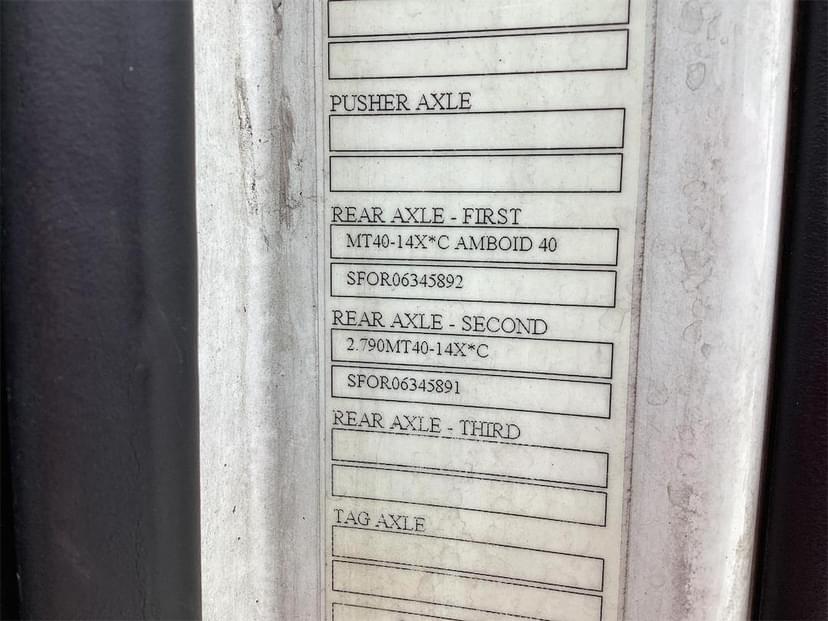 PUSHER AXLE
REAR AXLE - FIRST
MT40-14X*C AMBOID 40
SFOR06345892
REAR AXLE - SECOND
2.790MT40-14X*C
SFOR06345891
REAR AXLE - THIRD
TAG AXLE